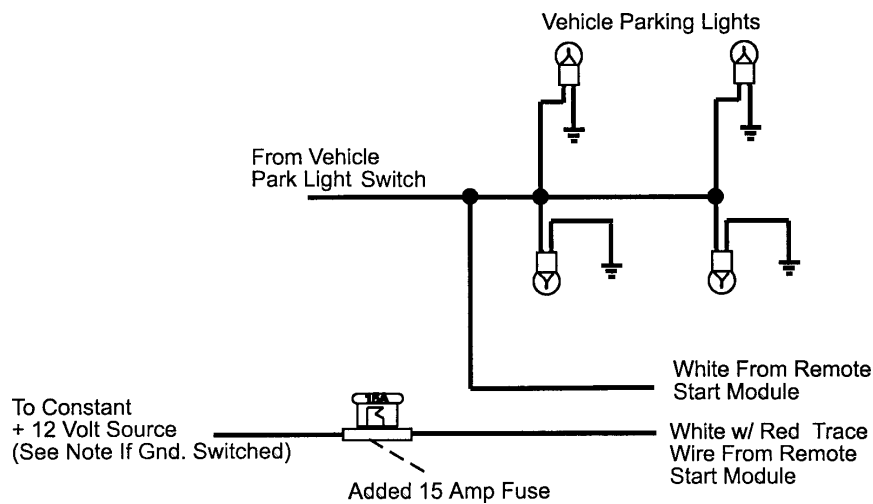 Vehicle Parking Lights
From Vehicle
Park Light Switch
White From Remote
Start Module
15A
To Constant
+ 12 Volt Source
(See Note If Gnd. Switched)
White w/ Red Trace
Wire From Remote
Start Module
Added 15 Amp Fuse